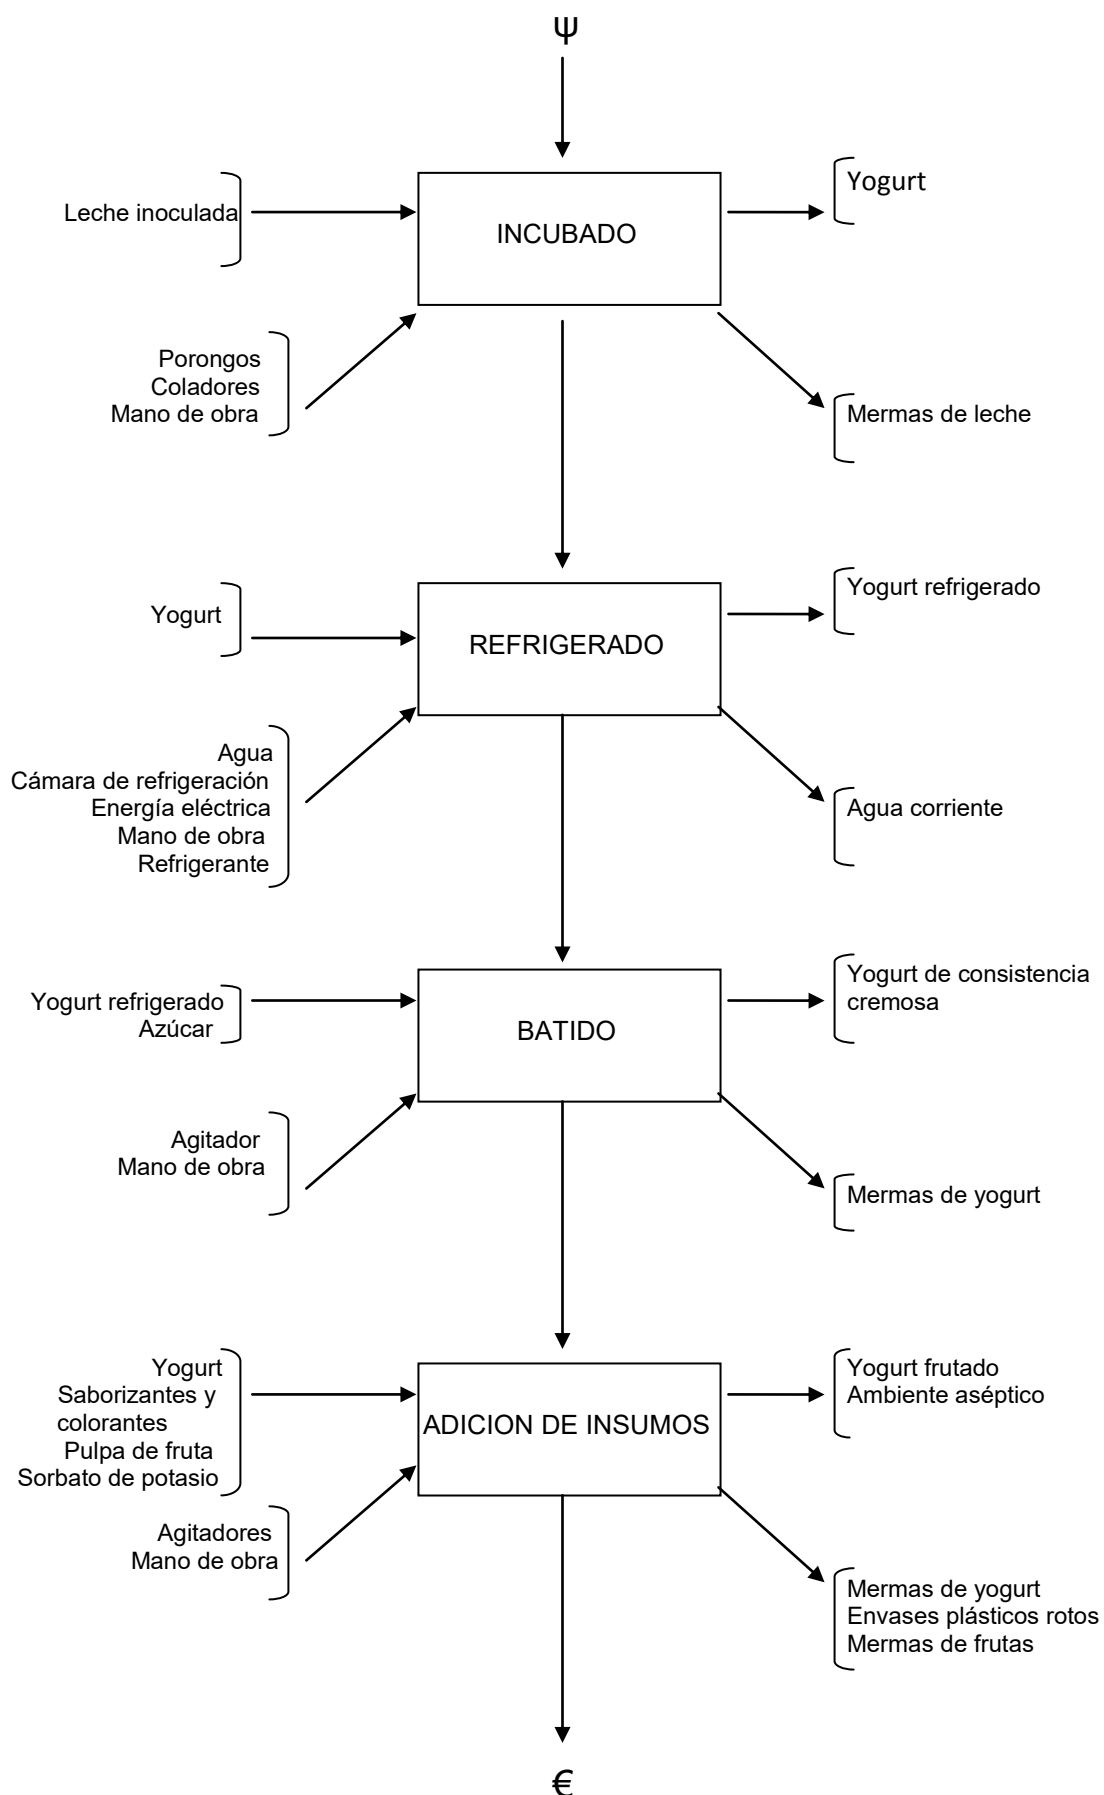 ψ
Leche inoculada
INCUBADO
Yogurt
Porongos
Coladores
Mano de obra
Mermas de leche
Yogurt
REFRIGERADO
Yogurt refrigerado
Agua
Cámara de refrigeración
Energía eléctrica
Mano de obra
Refrigerante
Agua corriente
Yogurt refrigerado
Azúcar
BATIDO
Yogurt de consistencia
cremosa
Agitador
Mano de obra
Mermas de yogurt
Yogurt
Saborizantes y
colorantes
Pulpa de fruta
Sorbato de potasio
ADICION DE INSUMOS
Yogurt frutado
Ambiente aséptico
Agitadores
Mano de obra
Mermas de yogurt
Envases plásticos rotos
Mermas de frutas
€